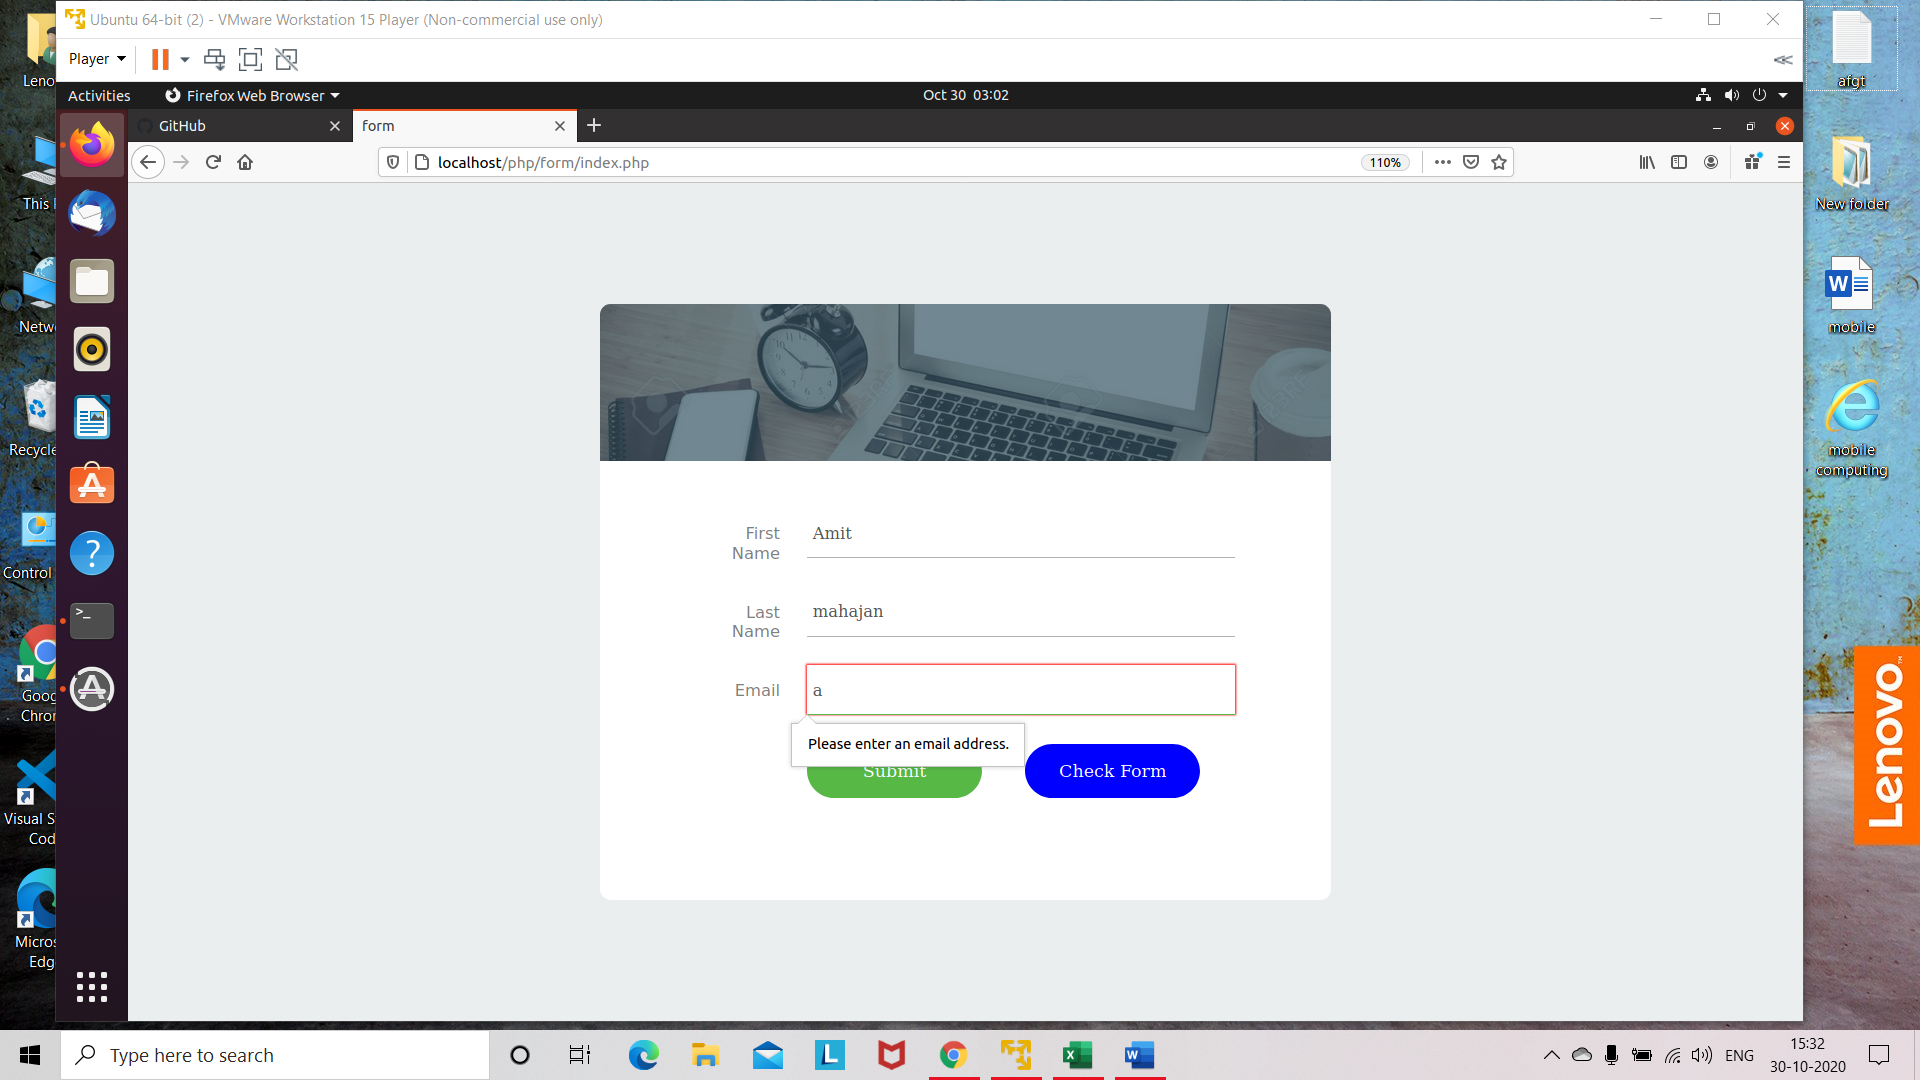 Ubuntu 64-bit (2) - VMware Workstation 15 Player (Non-commercial use only)
Player
Activities
Firefox Web Browser
Oct 30 03:02
GitHub
form
localhost/php/form/index.php
110%
First
Name
Amit
Last
Name
mahajan
Email
a
Please enter an email address.
Submit
Check Form
Leno
This
Netw
Recycle
Control
Goog
Chro
Visual S
Cod
Micros
Edg
afgt
New folder
mobile
mobile
computing
Lenovo
Type here to search
ENG
15:32
30-10-2020